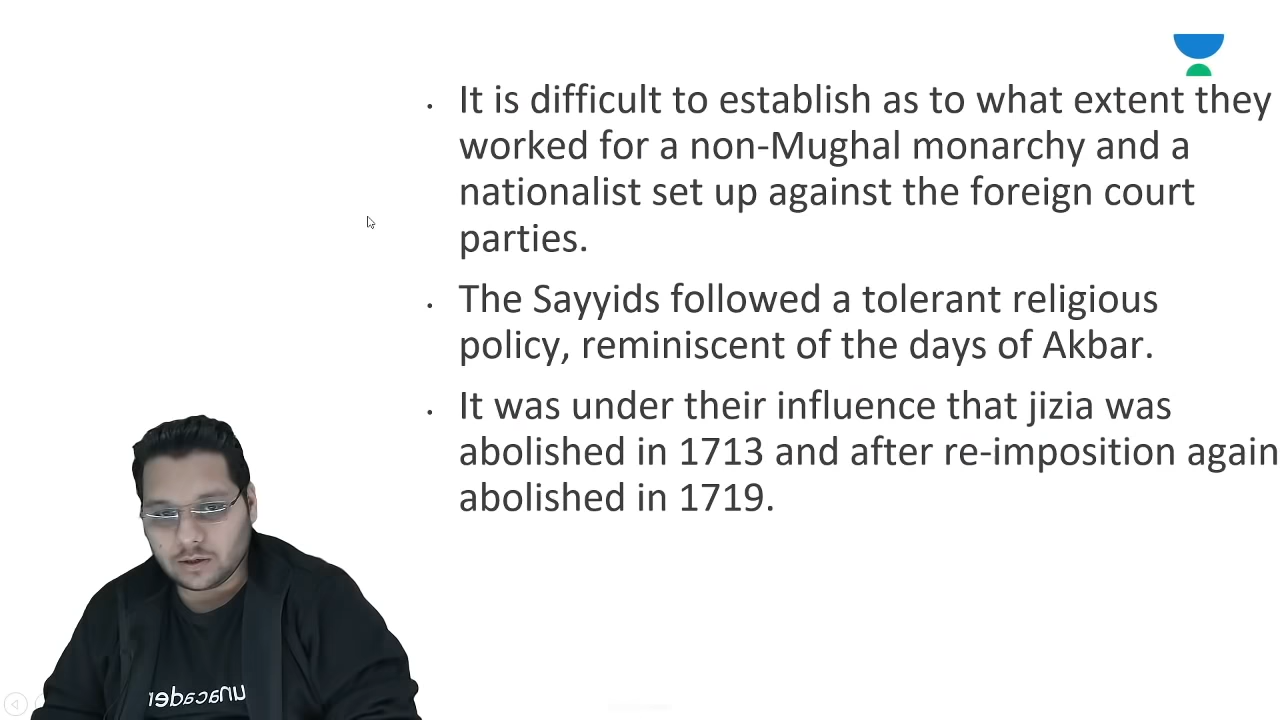 It is difficult to establish as to what extent they
worked for a non-Mughal monarchy and a
nationalist set up against the foreign court
parties.
The Sayyids followed a tolerant religious
policy, reminiscent of the days of Akbar.
It was under their influence that jizia was
abolished in 1713 and after re-imposition again
abolished in 1719.